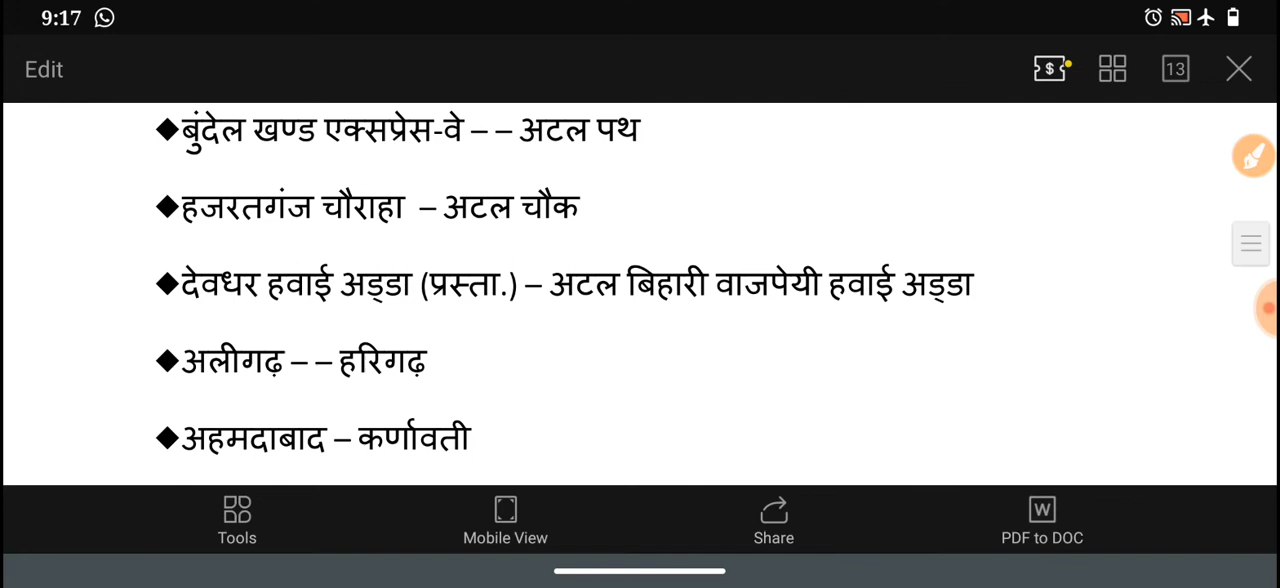 9:17
Edit
13
◆बुंदेल खण्ड एक्सप्रेस-वे – – अटल पथ
◆हजरतगंज चौराहा – अटल चौक
◆देवधर हवाई अड्डा (प्रस्ता.) – अटल बिहारी वाजपेयी हवाई अड्डा
◆अलीगढ़ – – हरिगढ़
◆अहमदाबाद – कर्णावती
Tools Mobile View Share PDF to DOC